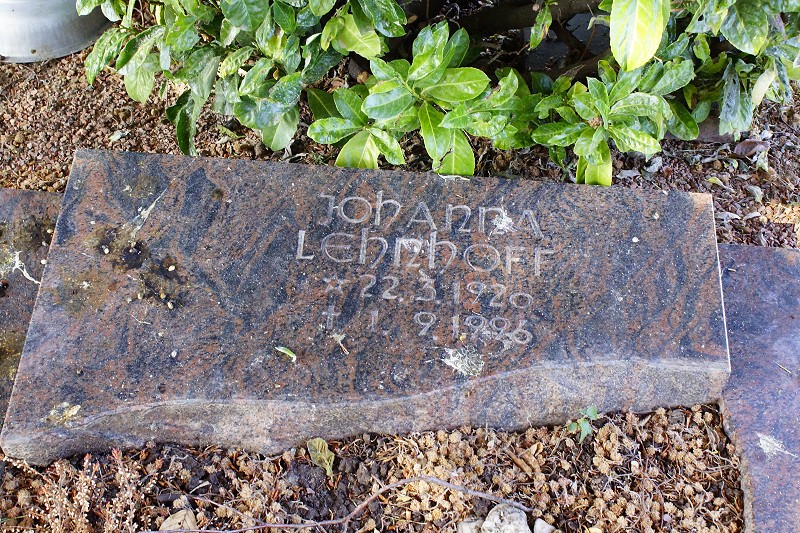 Johanna
Lehnhoff
☆ 22. 3. 1920
† 1. 9. 1996